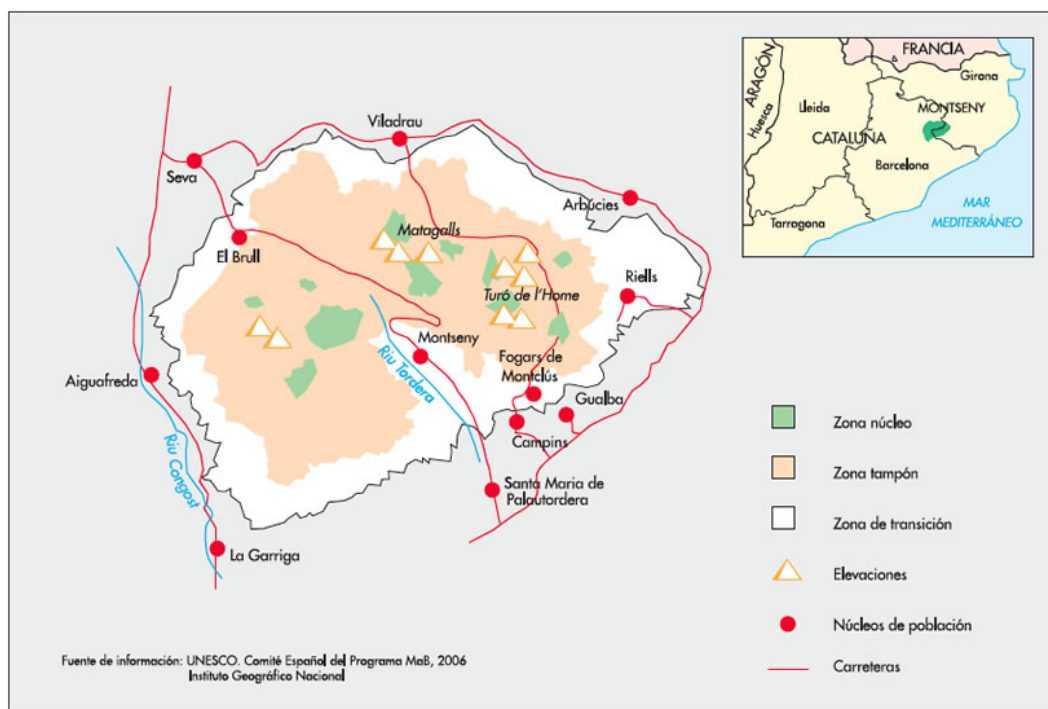 FRANCIA
ARAGÓN
Huesca
Lleida
Girona
MONTSENY
CATALUÑA
Barcelona
Tarragona
MAR
MEDITERRÁNEO
Viladrau
Seva
Arbúcies
El Brull
Matagalls
Riells
Turó de l'Home
Montseny
Riu Tordera
Aiguafreda
Fogars de
Montclús
Gualba
Campins
Riu Congost
Santa Maria de
Palautordera
La Garriga
Zona núcleo
Zona tampón
Zona de transición
Elevaciones
Núcleos de población
Carreteras
Fuente de información: UNESCO. Comité Español del Programa MaB, 2006
Instituto Geográfico Nacional